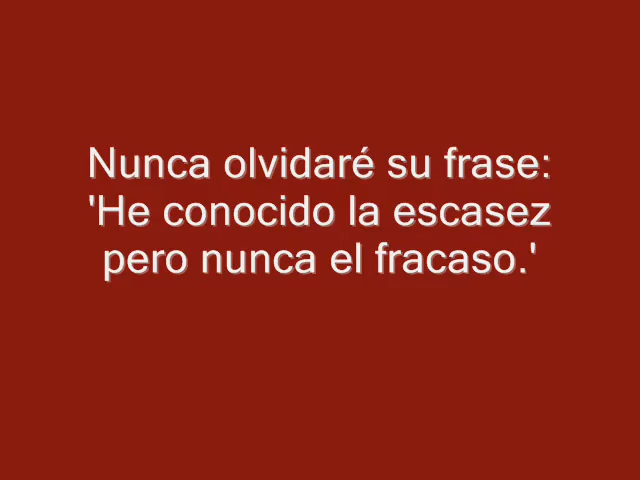 Nunca olvidaré su frase:
'He conocido la escasez
pero nunca el fracaso.'